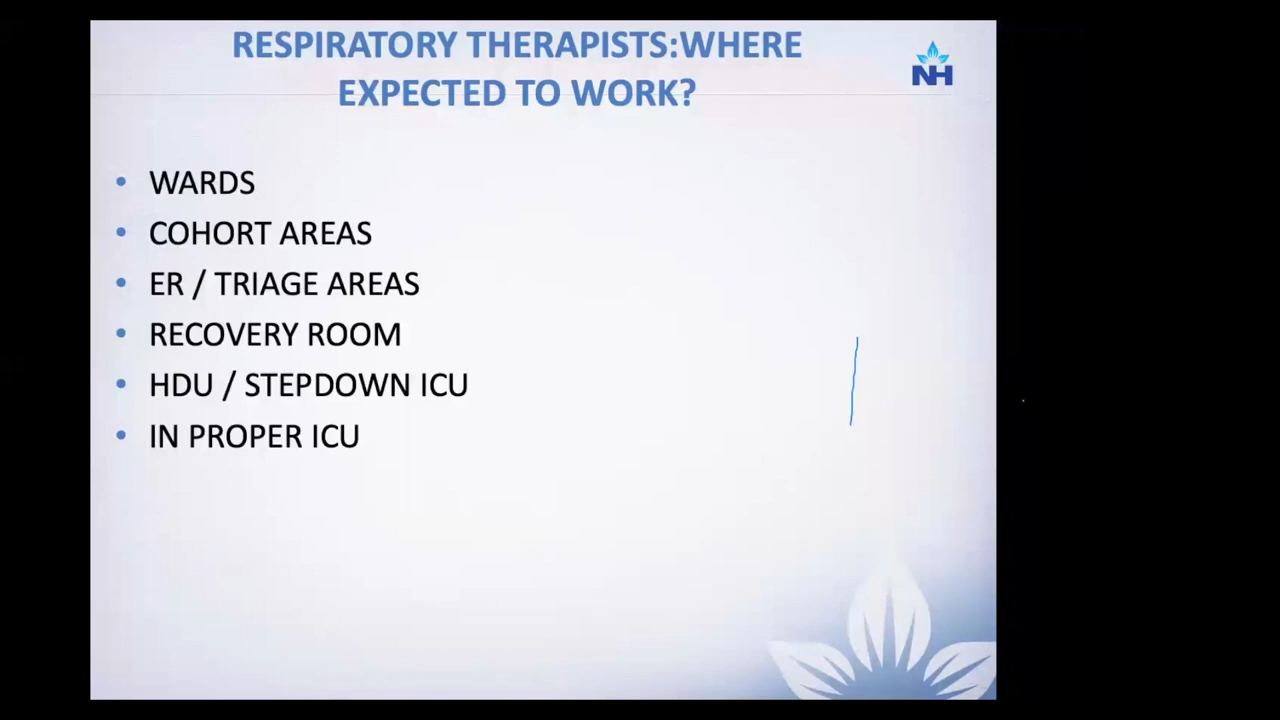 RESPIRATORY THERAPISTS:WHERE
EXPECTED TO WORK?
NH
• WARDS
• COHORT AREAS
• ER / TRIAGE AREAS
• RECOVERY ROOM
• HDU / STEPDOWN ICU
• IN PROPER ICU